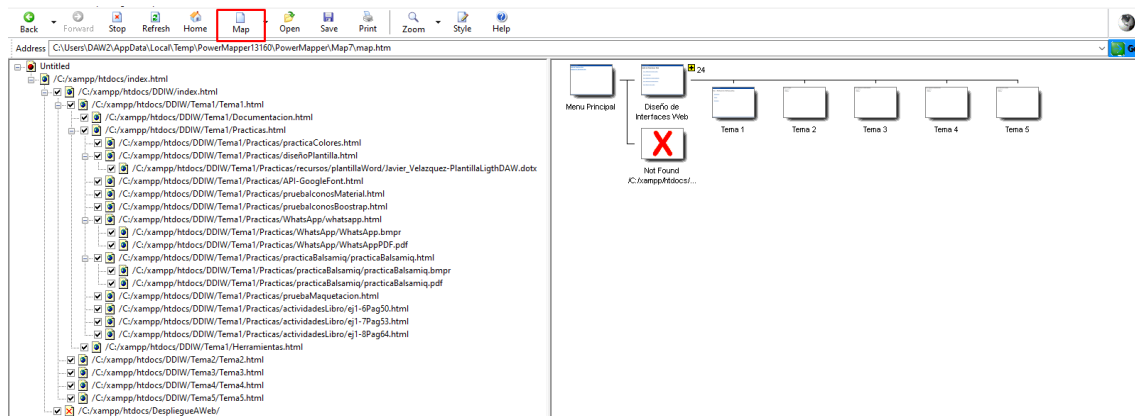 Back Forward Stop Refresh Home Map Open Save Print Zoom Style Help
Address C:\Users\DAW2\AppData\Local\Temp\PowerMapper13160\PowerMapper\Map7\map.htm
Untitled
/C:/xampp/htdocs/index.html
/C:/xampp/htdocs/DDIW/index.html
/C:/xampp/htdocs/DDIW/Tema1/Tema1.html
/C:/xampp/htdocs/DDIW/Tema1/Documentacion.html
/C:/xampp/htdocs/DDIW/Tema1/Practicas.html
/C:/xampp/htdocs/DDIW/Tema1/Practicas/practicaColores.html
/C:/xampp/htdocs/DDIW/Tema1/Practicas/diseñoPlantilla.html
/C:/xampp/htdocs/DDIW/Tema1/Practicas/recursos/plantillaWord/Javier_Velazquez-PlantillaLigthDAW.dotx
/C:/xampp/htdocs/DDIW/Tema1/Practicas/API-GoogleFont.html
/C:/xampp/htdocs/DDIW/Tema1/Practicas/pruebaIconosMaterial.html
/C:/xampp/htdocs/DDIW/Tema1/Practicas/pruebaIconosBoostrap.html
/C:/xampp/htdocs/DDIW/Tema1/Practicas/WhatsApp/whatsapp.html
/C:/xampp/htdocs/DDIW/Tema1/Practicas/WhatsApp/WhatsApp.bmpr
/C:/xampp/htdocs/DDIW/Tema1/Practicas/WhatsApp/WhatsAppPDF.pdf
/C:/xampp/htdocs/DDIW/Tema1/Practicas/practicaBalsamiq/practicaBalsamiq.html
/C:/xampp/htdocs/DDIW/Tema1/Practicas/practicaBalsamiq/practicaBalsamiq.bmpr
/C:/xampp/htdocs/DDIW/Tema1/Practicas/practicaBalsamiq/practicaBalsamiq.pdf
/C:/xampp/htdocs/DDIW/Tema1/Practicas/pruebaMaquetacion.html
/C:/xampp/htdocs/DDIW/Tema1/Practicas/actividadesLibro/ej1-6Pag50.html
/C:/xampp/htdocs/DDIW/Tema1/Practicas/actividadesLibro/ej1-7Pag53.html
/C:/xampp/htdocs/DDIW/Tema1/Practicas/actividadesLibro/ej1-8Pag64.html
/C:/xampp/htdocs/DDIW/Tema1/Herramientas.html
/C:/xampp/htdocs/DDIW/Tema2/Tema2.html
/C:/xampp/htdocs/DDIW/Tema3/Tema3.html
/C:/xampp/htdocs/DDIW/Tema4/Tema4.html
/C:/xampp/htdocs/DDIW/Tema5/Tema5.html
/C:/xampp/htdocs/DespliegueAWeb/
24
Menu Principal
Diseño de
Interfaces Web
Tema 1
Tema 2
Tema 3
Tema 4
Tema 5
Not Found
/C:/xampp/htdocs/...